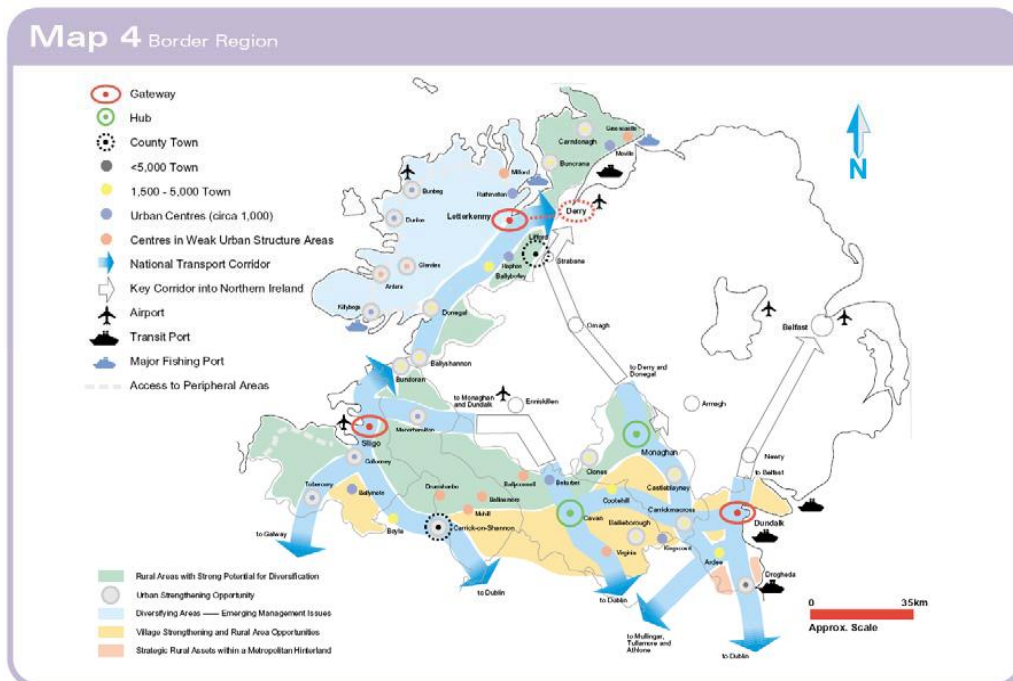 Map 4 Border Region
Gateway
Hub
County Town
<5,000 Town
1,500 - 5,000 Town
Urban Centres (circa 1,000)
Centres in Weak Urban Structure Areas
National Transport Corridor
Key Corridor into Northern Ireland
Airport
Transit Port
Major Fishing Port
Access to Peripheral Areas
N
Greencastle
Carndonagh
Moville
Buncrana
Milford
Rathmelton
Bunbeg
Letterkenny
Derry
Dunloe
Lifford
Strabane
Glenties
Ballybofey
Ardara
Killybegs
Donegal
Omagh
Belfast
Ballyshannon
Bundoran
to Derry and
Donegal
to Monaghan
and Dundalk
Enniskillen
Armagh
Manorhamilton
Sligo
Monaghan
Newry
to Belfast
Collooney
Clones
Tubercurry
Ballymote
Drumshanbo
Ballyconnell
Belturbet
Castleblayney
Ballinamore
Cootehill
Carrickmacross
Mohill
Cavan
Bailieborough
Dundalk
Boyle
Carrick-on-Shannon
Virginia
Kingscourt
Ardee
to Galway
Drogheda
to Dublin
to Dublin
to Mullingar,
Tullamore and
Athlone
to Dublin
Rural Areas with Strong Potential for Diversification
Urban Strengthening Opportunity
Diversifying Areas — Emerging Management Issues
Village Strengthening and Rural Area Opportunities
Strategic Rural Assets within a Metropolitan Hinterland
0 35km
Approx. Scale